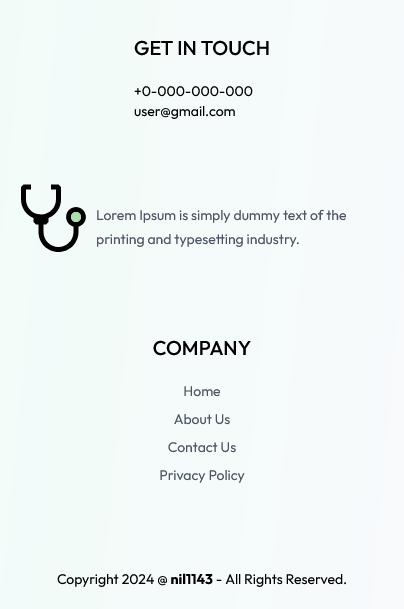 GET IN TOUCH
+0-000-000-000
user@gmail.com
Lorem Ipsum is simply dummy text of the
printing and typesetting industry.
COMPANY
Home
About Us
Contact Us
Privacy Policy
Copyright 2024 @ nil1143 - All Rights Reserved.